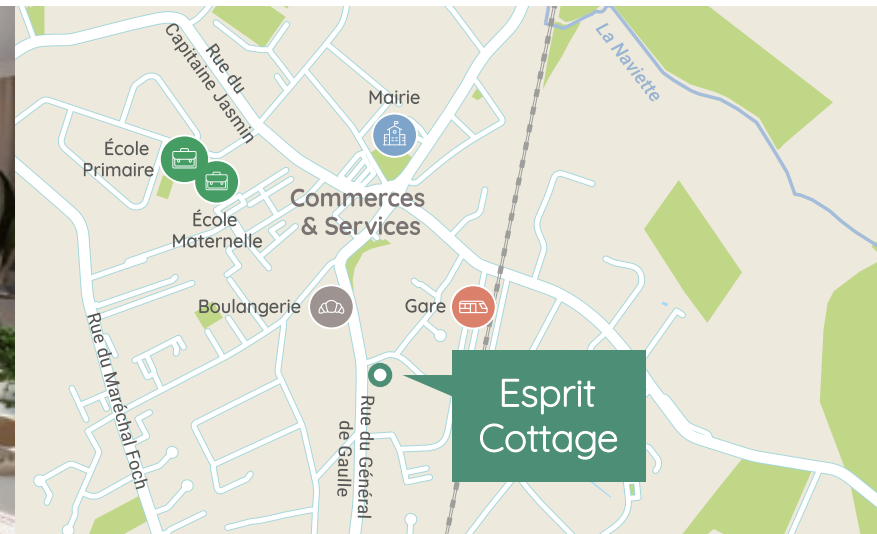 La Naviette
Rue du
Capitaine Jasmin
Mairie
École
Primaire
École
Maternelle
Commerces
& Services
Boulangerie
Gare
Rue du Maréchal Foch
Esprit
Cottage
Rue du Général
de Gaulle